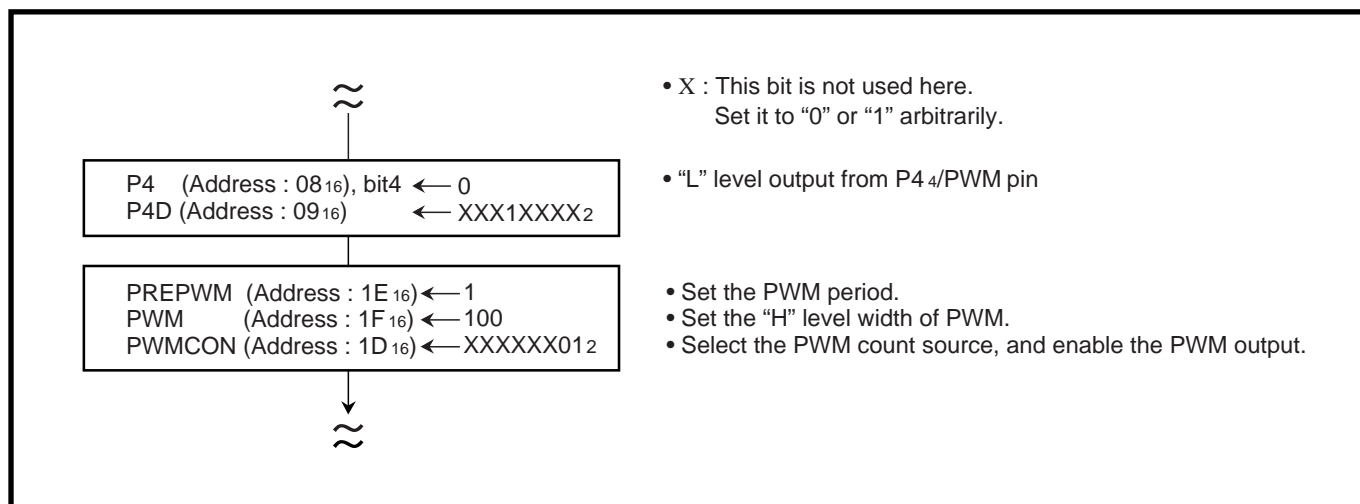 • X : This bit is not used here.
Set it to “0” or “1” arbitrarily.
P4 (Address : 0816), bit4 ← 0
P4D (Address : 0916) ← XXX1XXXX2
• “L” level output from P44/PWM pin
PREPWM (Address : 1E16) ← 1
PWM (Address : 1F16) ← 100
PWMCON (Address : 1D16) ← XXXXXX012
• Set the PWM period.
• Set the “H” level width of PWM.
• Select the PWM count source, and enable the PWM output.